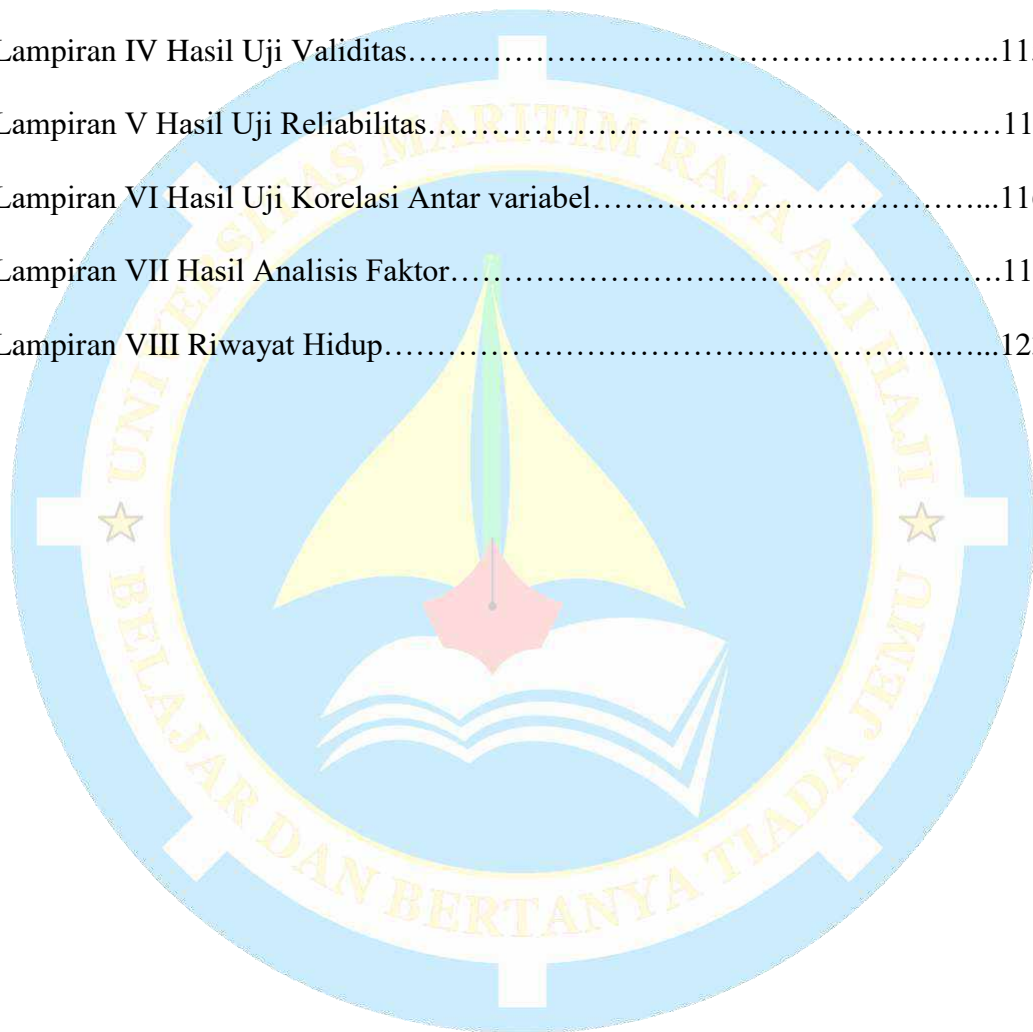 Lampiran IV Hasil Uji Validitas………………………………………………..11
Lampiran V Hasil Uji Reliabilitas……………………………………………11
Lampiran VI Hasil Uji Korelasi Antar variabel……………………………...11
Lampiran VII Hasil Analisis Faktor………………………………………….11
Lampiran VIII Riwayat Hidup……………………………………..…...12
UNIVERSITAS MARITIM RAJA ALI HAJI
BELAJAR DAN BERTANYA TIADA JEMU